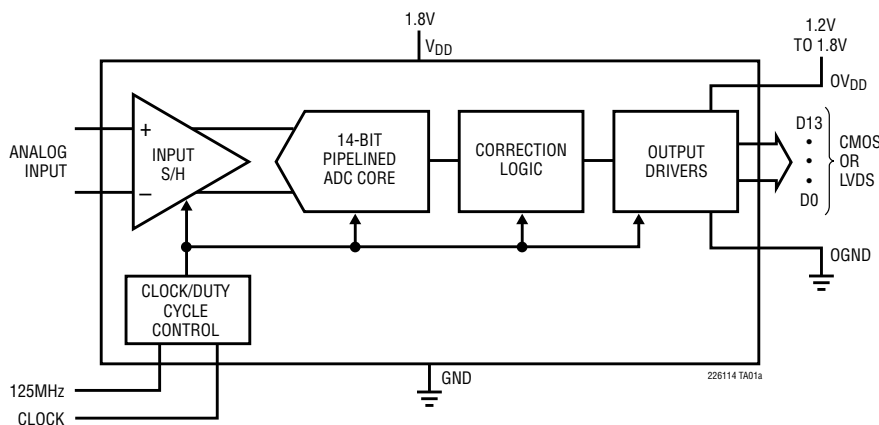 1.8V
VDD
1.2V
TO 1.8V
OVDD
ANALOG
INPUT
+
–
INPUT
S/H
14-BIT
PIPELINED
ADC CORE
CORRECTION
LOGIC
OUTPUT
DRIVERS
D13
•
•
•
D0
CMOS
OR
LVDS
OGND
CLOCK/DUTY
CYCLE
CONTROL
GND
226114 TA01a
125MHz
CLOCK